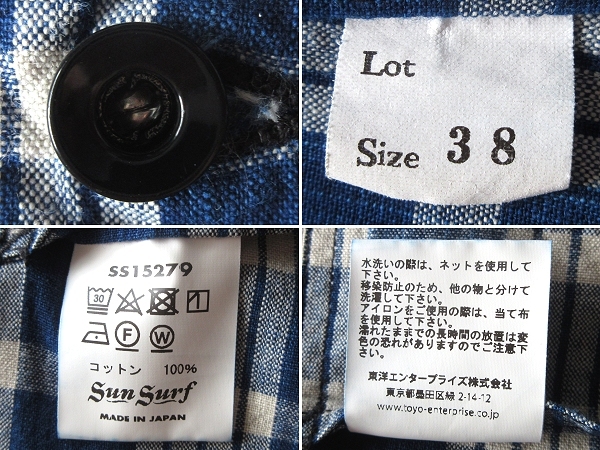 Lot
Size 38
SS15279
30
F W
コットン 100%
Sun Surf
MADE IN JAPAN
水洗いの際は、ネットを使用して
下さい。
移染防止のため、他の物と分けて
洗濯して下さい。
アイロンをご使用の際は、当て布
を使用して下さい。
濡れたままでの長時間の放置は変
色の恐れがありますのでご注意下
さい。
東洋エンタープライズ株式会社
東京都墨田区緑 2-14-12
www.toyo-enterprise.co.jp